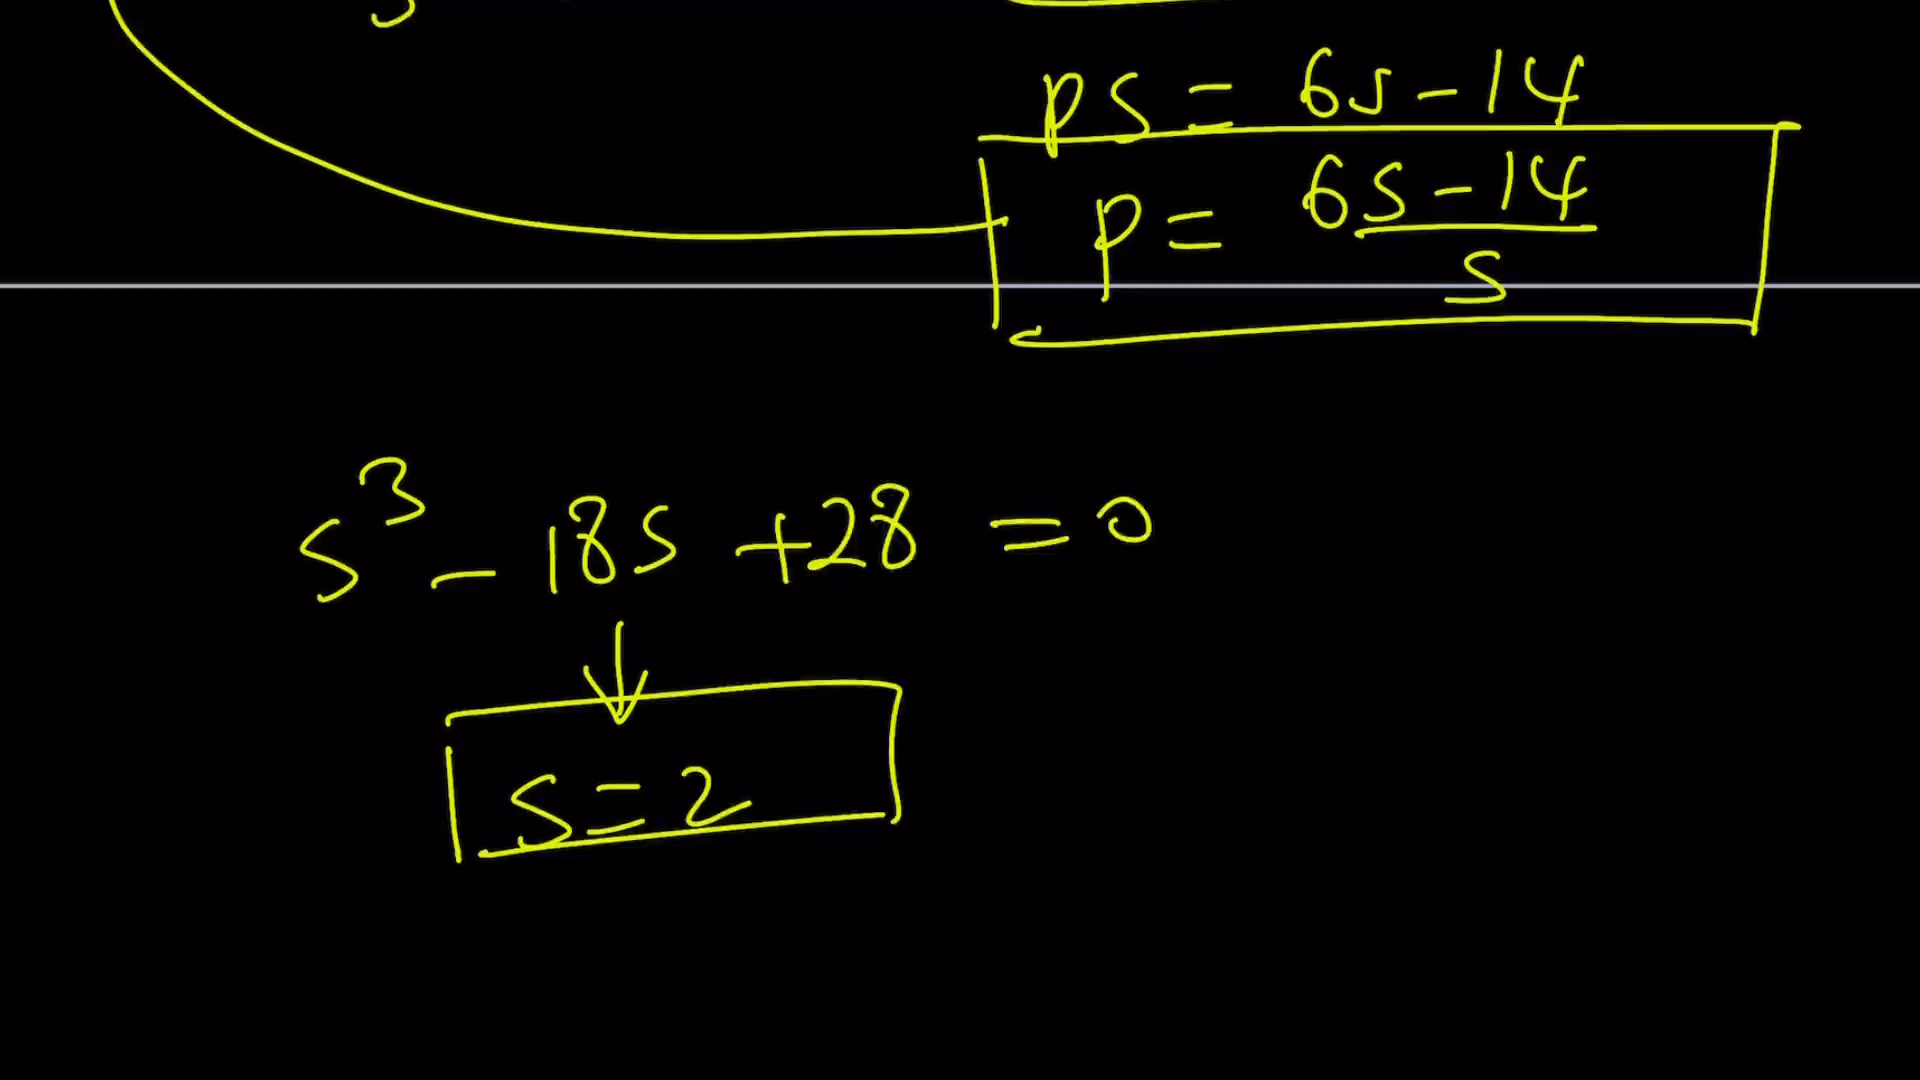 ps = 6s - 14
p = 6s - 14 / s
s³ - 18s + 28 = 0
s = 2